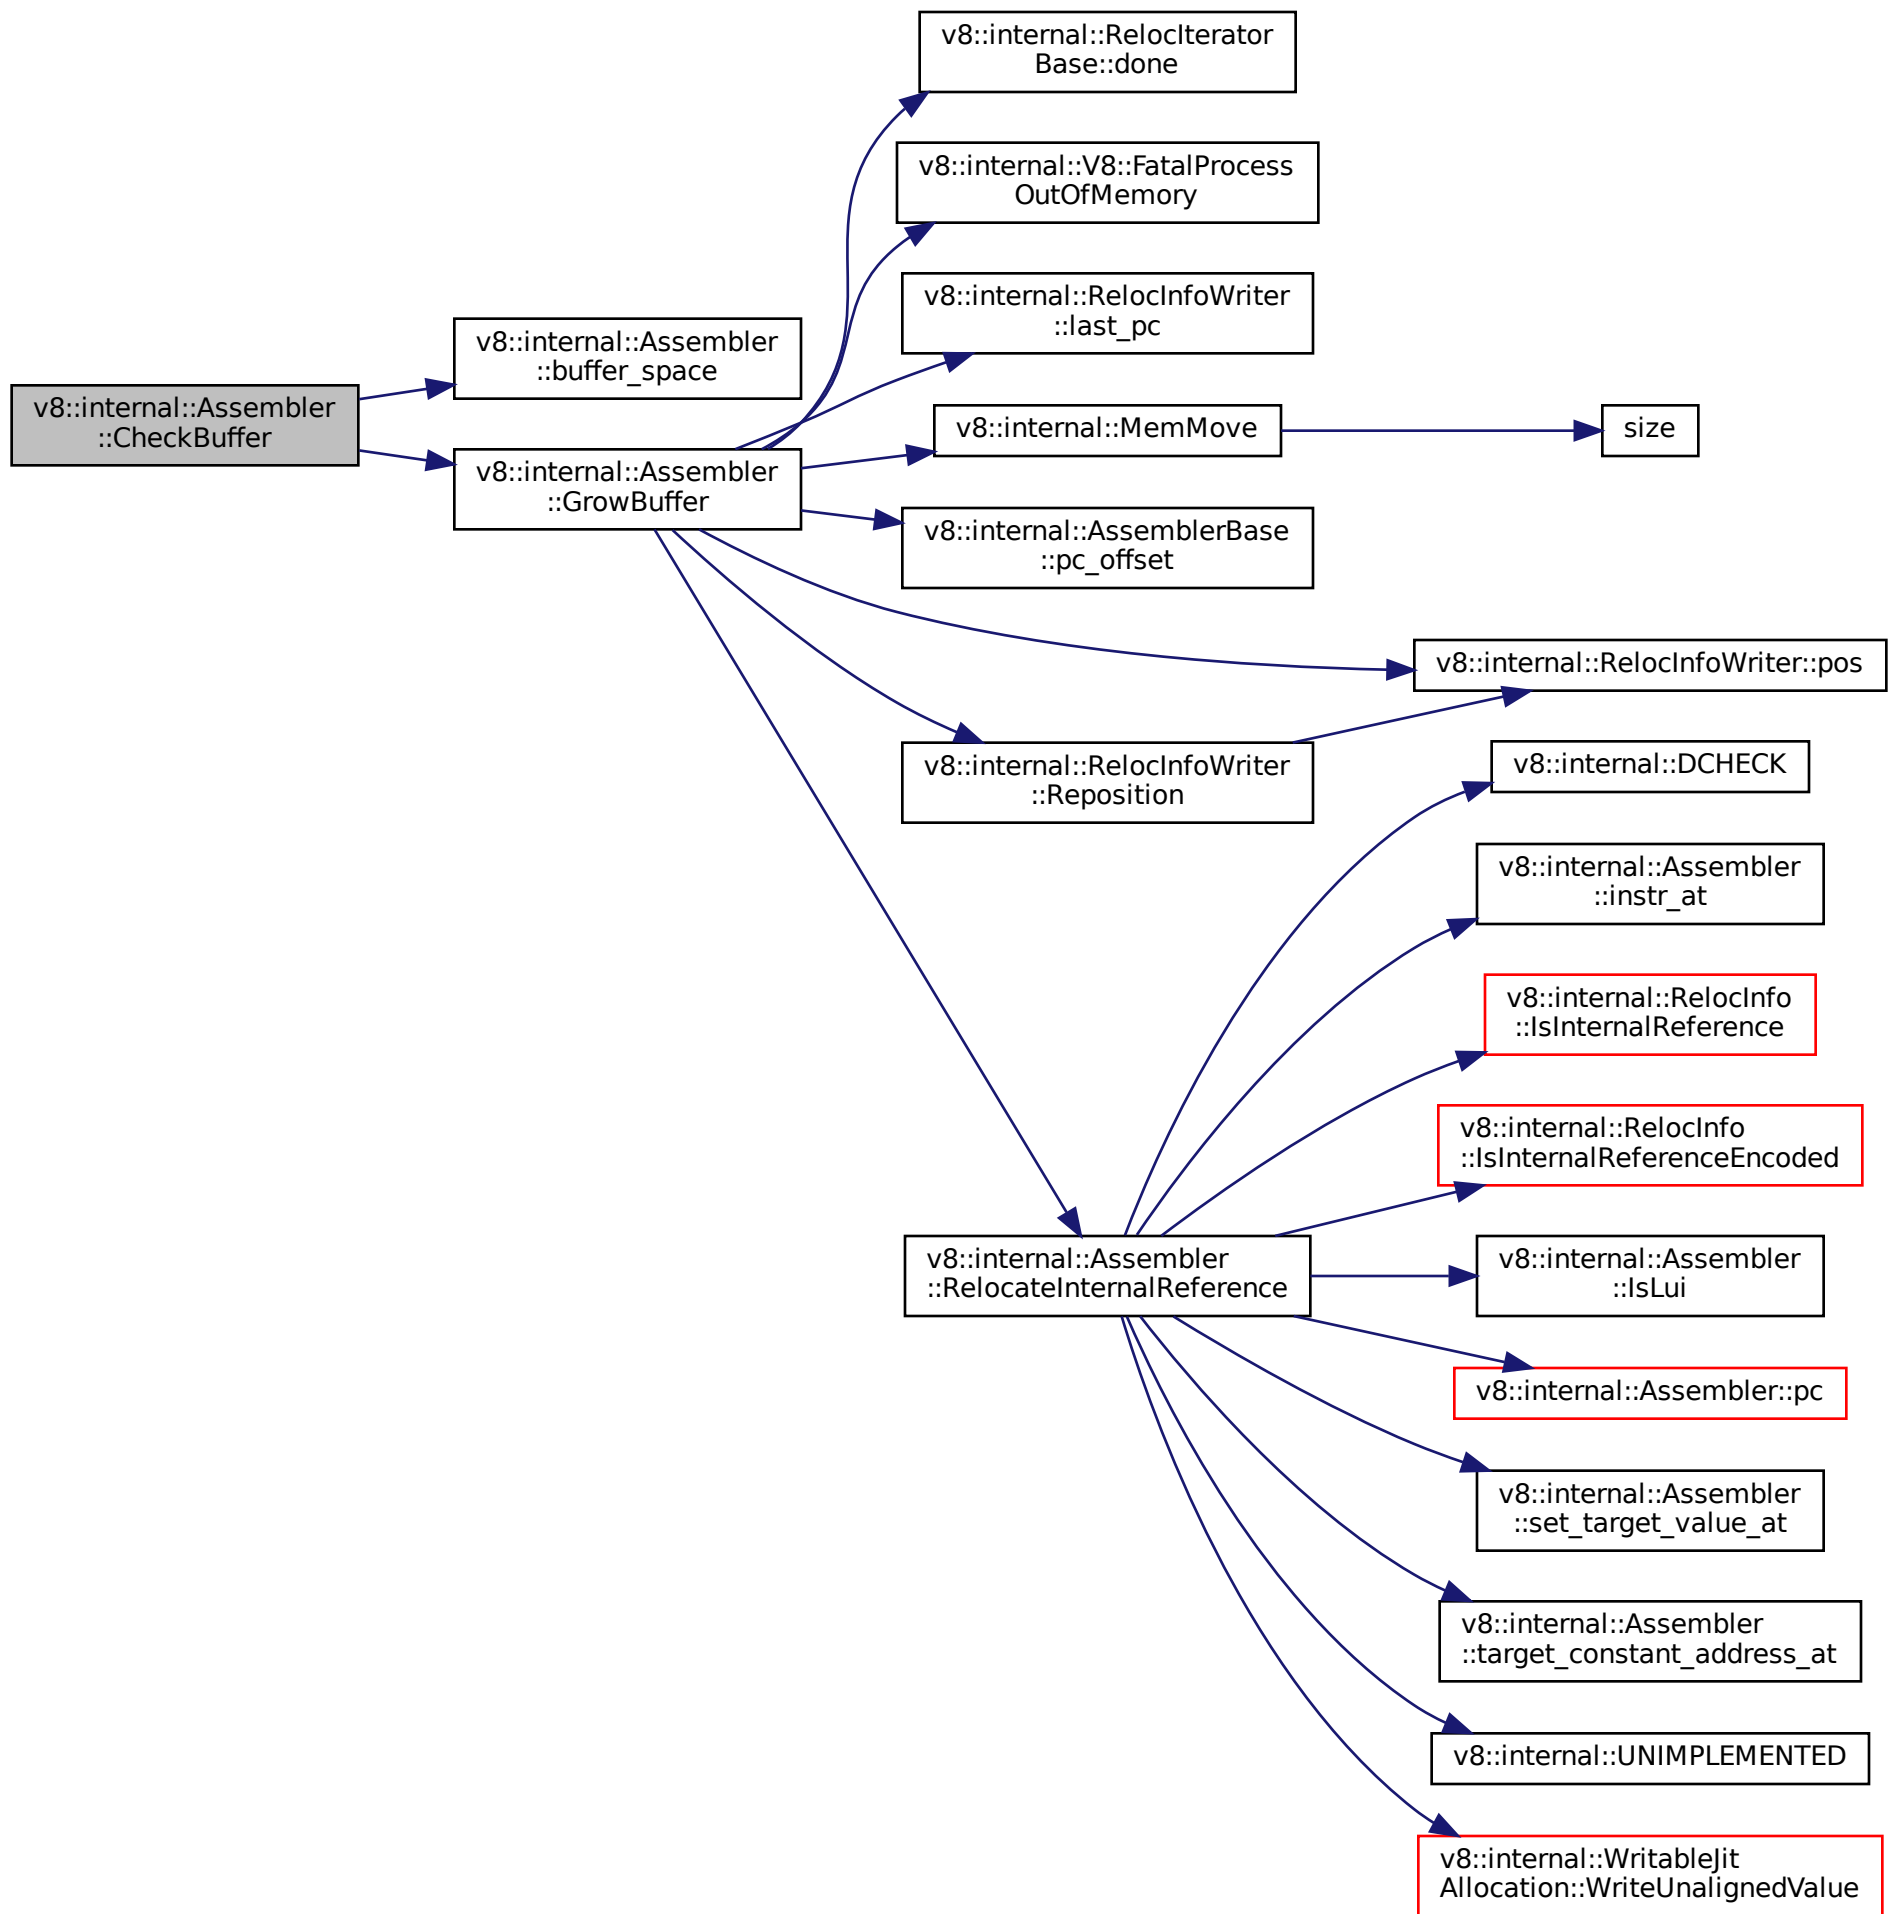 v8::internal::RelocIterator
Base::done
v8::internal::V8::FatalProcess
OutOfMemory
v8::internal::RelocInfoWriter
::last_pc
v8::internal::Assembler
::buffer_space
v8::internal::Assembler
::CheckBuffer
v8::internal::MemMove
size
v8::internal::Assembler
::GrowBuffer
v8::internal::AssemblerBase
::pc_offset
v8::internal::RelocInfoWriter::pos
v8::internal::RelocInfoWriter
::Reposition
v8::internal::DCHECK
v8::internal::Assembler
::instr_at
v8::internal::RelocInfo
::IsInternalReference
v8::internal::RelocInfo
::IsInternalReferenceEncoded
v8::internal::Assembler
::RelocateInternalReference
v8::internal::Assembler
::IsLui
v8::internal::Assembler::pc
v8::internal::Assembler
::set_target_value_at
v8::internal::Assembler
::target_constant_address_at
v8::internal::UNIMPLEMENTED
v8::internal::WritableJit
Allocation::WriteUnalignedValue